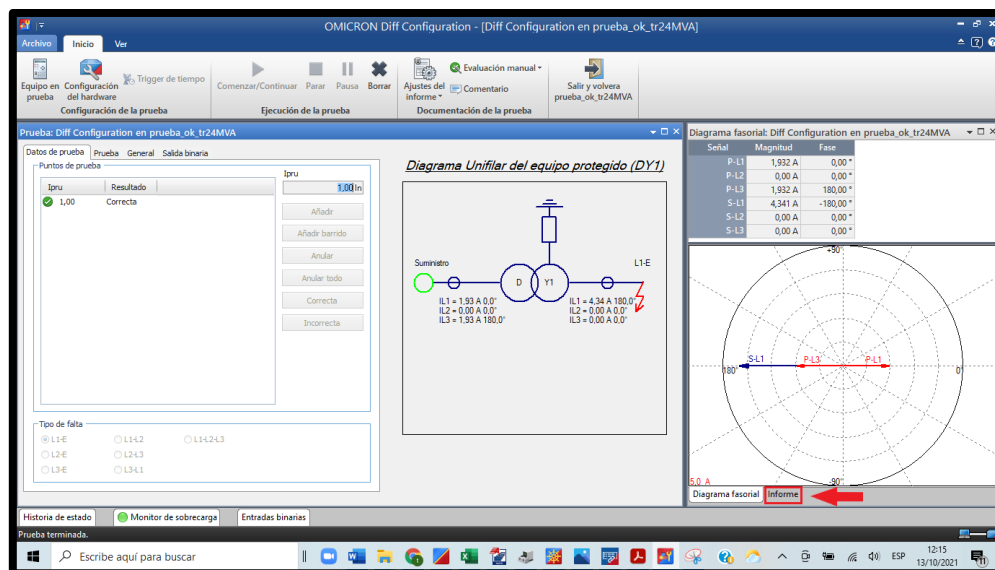 OMICRON Diff Configuration - [Diff Configuration en prueba_ok_tr24MVA]
Archivo Inicio Ver
Equipo en prueba
Configuración del hardware
Trigger de tiempo
Configuración de la prueba
Comenzar/Continuar Parar Pausa Borrar
Ejecución de la prueba
Ajustes del informe
Evaluación manual
Comentario
Documentación de la prueba
Salir y volvera prueba_ok_tr24MVA
Prueba: Diff Configuration en prueba_ok_tr24MVA
Datos de prueba Prueba General Salida binaria
Puntos de prueba
Ipru Resultado
1,00 Correcta
Ipru
1,00 In
Añadir
Añadir barrido
Anular
Anular todo
Correcta
Incorrecta
Tipo de falta
L1-E L1-L2 L1-L2-L3
L2-E L2-L3
L3-E L3-L1
Diagrama Unifilar del equipo protegido (DY1)
Suministro L1-E
D Y1
IL1 = 1,93 A 0,0°
IL2 = 0,00 A 0,0°
IL3 = 1,93 A 180,0°
IL1 = 4,34 A 180,0°
IL2 = 0,00 A 0,0°
IL3 = 0,00 A 0,0°
Diagrama fasorial: Diff Configuration en prueba_ok_tr24MVA
Señal Magnitud Fase
P-L1 1,932 A 0,00 °
P-L2 0,00 A 0,00 °
P-L3 1,932 A 180,00 °
S-L1 4,341 A -180,00 °
S-L2 0,00 A 0,00 °
S-L3 0,00 A 0,00 °
+90°
S-L1 P-L3 P-L1
180° 0°
-90°
5,0 A
Diagrama fasorial Informe
Historia de estado Monitor de sobrecarga Entradas binarias
Prueba terminada.
Escribe aquí para buscar
ESP
12:15
13/10/2021
11